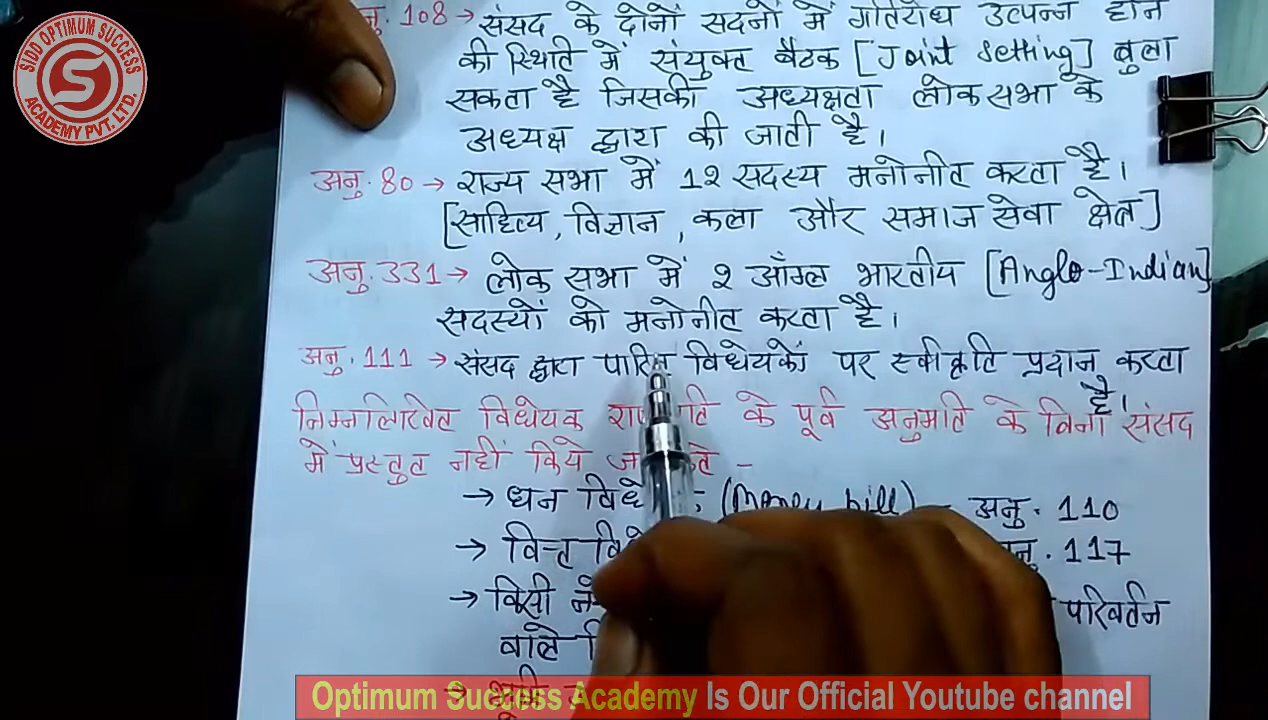 SIDD OPTIMUM SUCCESS
S
ACADEMY PVT. LTD.
नु. 108 → संसद के दोनों सदनों में गतिरोध उत्पन्न होने
की स्थिति में संयुक्त बैठक [Joint Setting] बुला
सकता है जिसकी अध्यक्षता लोक सभा के
अध्यक्ष द्वारा की जाती है।
अनु. 80 → राज्य सभा में 12 सदस्य मनोनीत करता है।
[साहित्य, विज्ञान, कला और समाज सेवा क्षेत्र]
अनु. 331 → लोक सभा में 2 आँग्ल भारतीय [Anglo-Indian]
सदस्यों को मनोनीत करता है।
अनु. 111 → संसद द्वारा पारित विधेयकों पर स्वीकृति प्रदान करता है।
निम्नलिखित विधेयक के पूर्व अनुमति के बिना संसद
में प्रस्तुत नहीं किये
→ धन (Money bill) - अनु. 110
→ वित्त नु. 117
→ किसी परिवर्तन
वाले
Optimum Success Academy Is Our Official Youtube channel